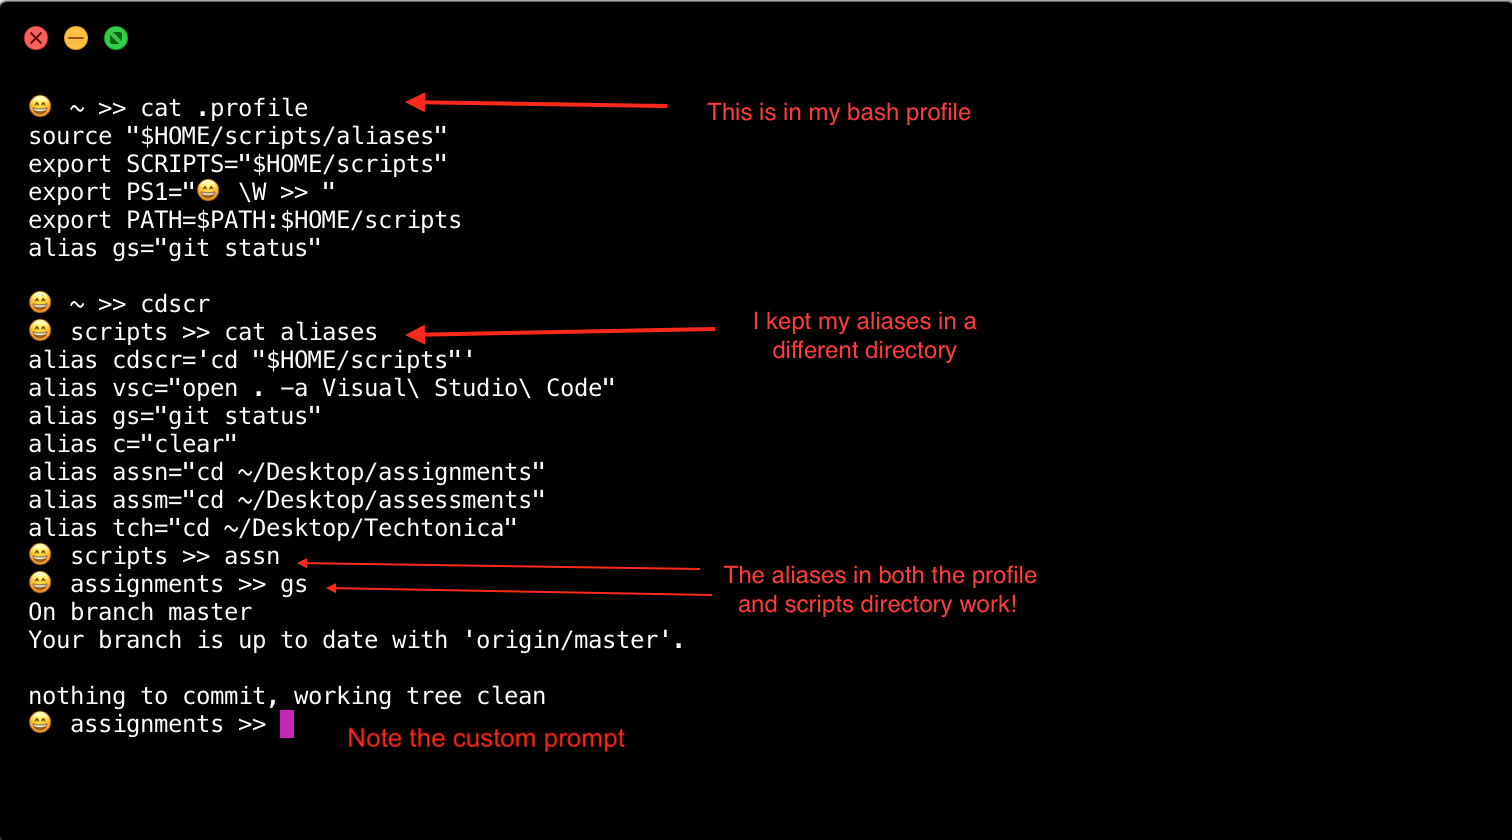 😄 ~ >> cat .profile
This is in my bash profile
source "$HOME/scripts/aliases"
export SCRIPTS="$HOME/scripts"
export PS1="😄 \W >> "
export PATH=$PATH:$HOME/scripts
alias gs="git status"
😄 ~ >> cdscr
😄 scripts >> cat aliases
I kept my aliases in a
different directory
alias cdscr='cd "$HOME/scripts"'
alias vsc="open . -a Visual\ Studio\ Code"
alias gs="git status"
alias c="clear"
alias assn="cd ~/Desktop/assignments"
alias assm="cd ~/Desktop/assessments"
alias tch="cd ~/Desktop/Techtonica"
😄 scripts >> assn
😄 assignments >> gs
The aliases in both the profile
and scripts directory work!
On branch master
Your branch is up to date with 'origin/master'.
nothing to commit, working tree clean
😄 assignments >>
Note the custom prompt